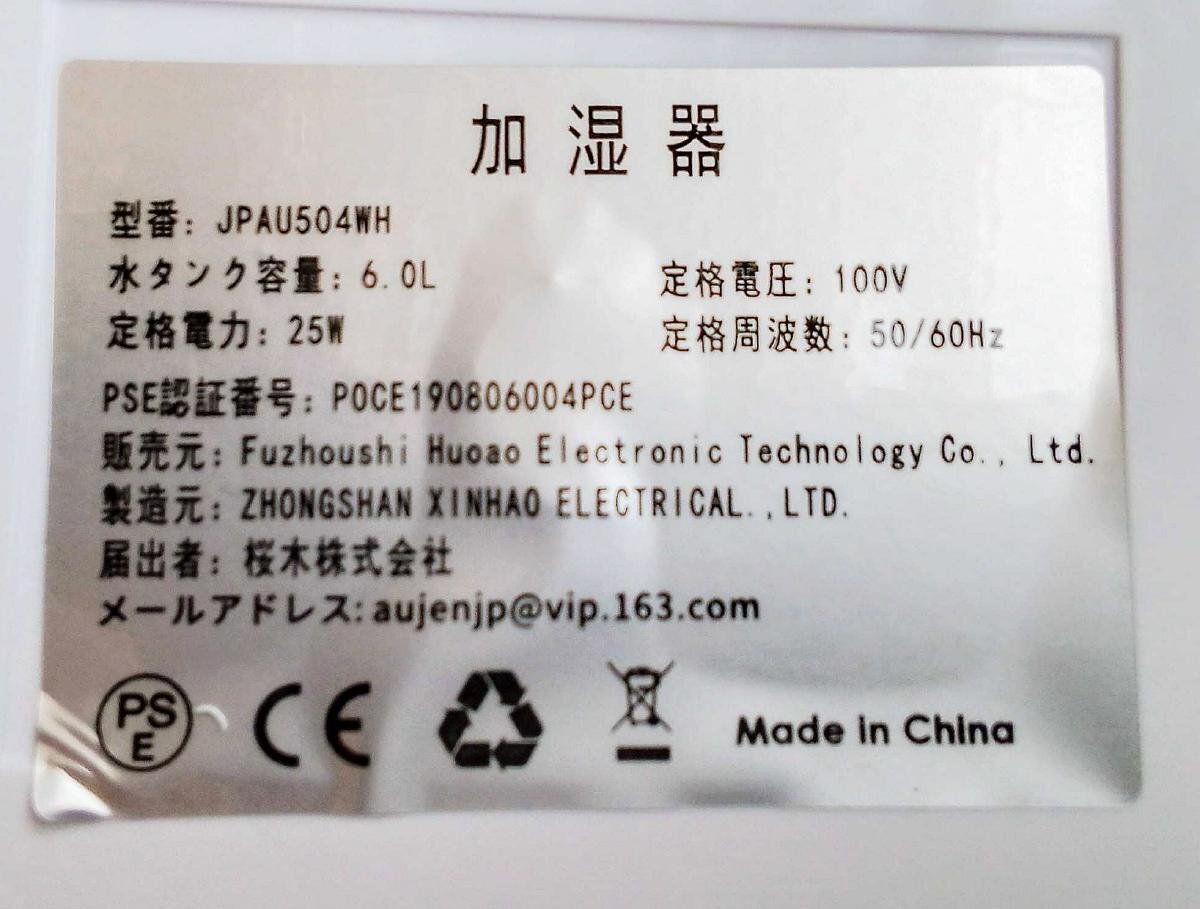 加湿器
型番: JPAU504WH
水タンク容量: 6.0L 定格電圧: 100V
定格電力: 25W 定格周波数: 50/60Hz
PSE認証番号: POCE190806004PCE
販売元: Fuzhoushi Huoao Electronic Technology Co., Ltd.
製造元: ZHONGSHAN XINHAO ELECTRICAL.,LTD.
届出者: 桜木株式会社
メールアドレス: aujenjp@vip.163.com
PS
E CE Made in China